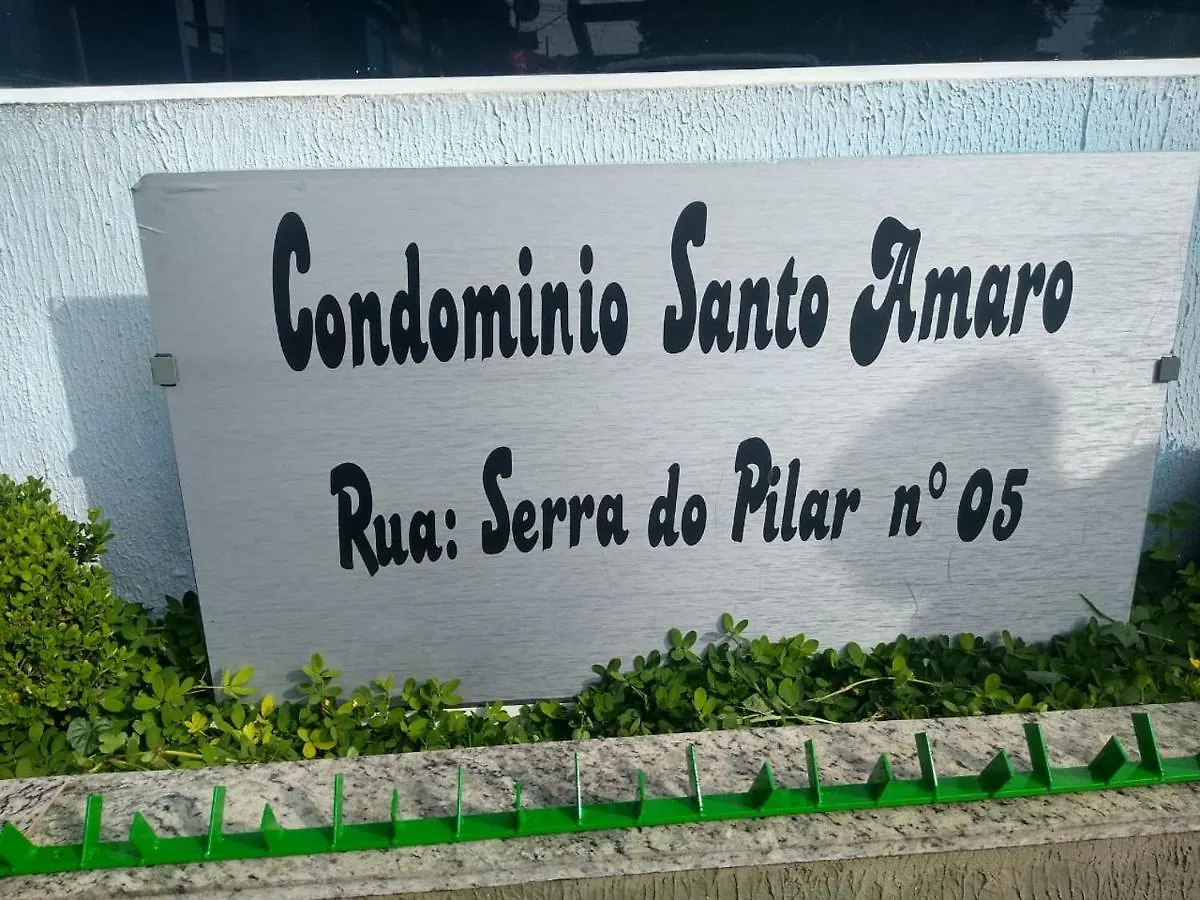 Condominio Santo Amaro
Rua: Serra do Pilar nº 05